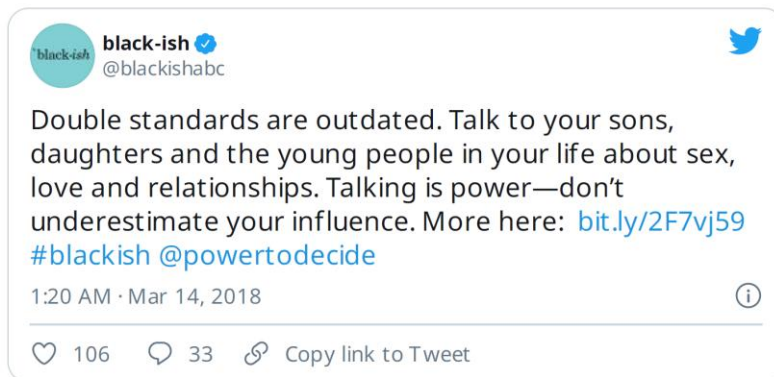 black-ish
black-ish
@blackishabc
Double standards are outdated. Talk to your sons,
daughters and the young people in your life about sex,
love and relationships. Talking is power—don’t
underestimate your influence. More here: bit.ly/2F7vj59
#blackish @powertodecide
1:20 AM · Mar 14, 2018
106 33 Copy link to Tweet